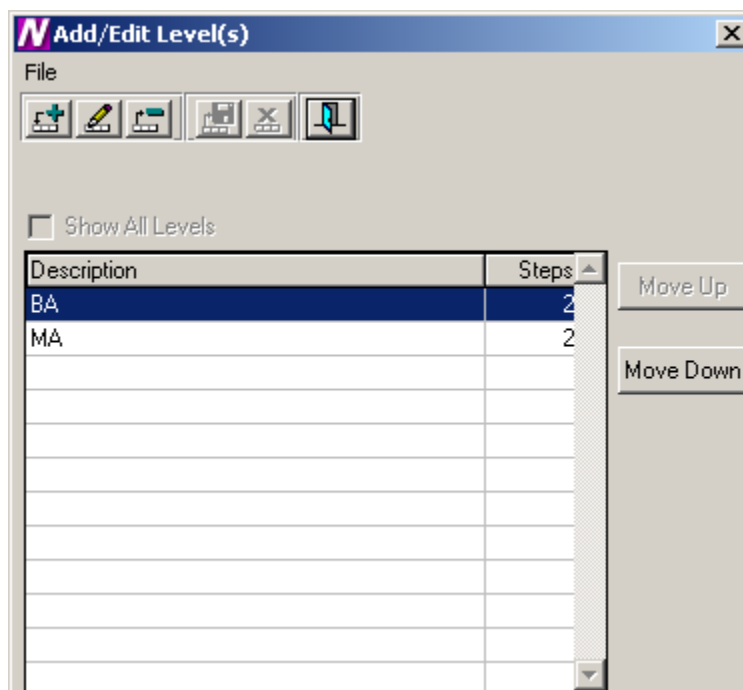 N Add/Edit Level(s)
File
Show All Levels
Description Steps
Move Up
BA 2
MA 2
Move Down